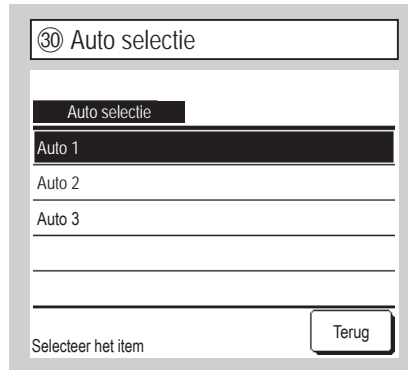 ㉚ Auto selectie
Auto selectie
Auto 1
Auto 2
Auto 3
Terug
Selecteer het item